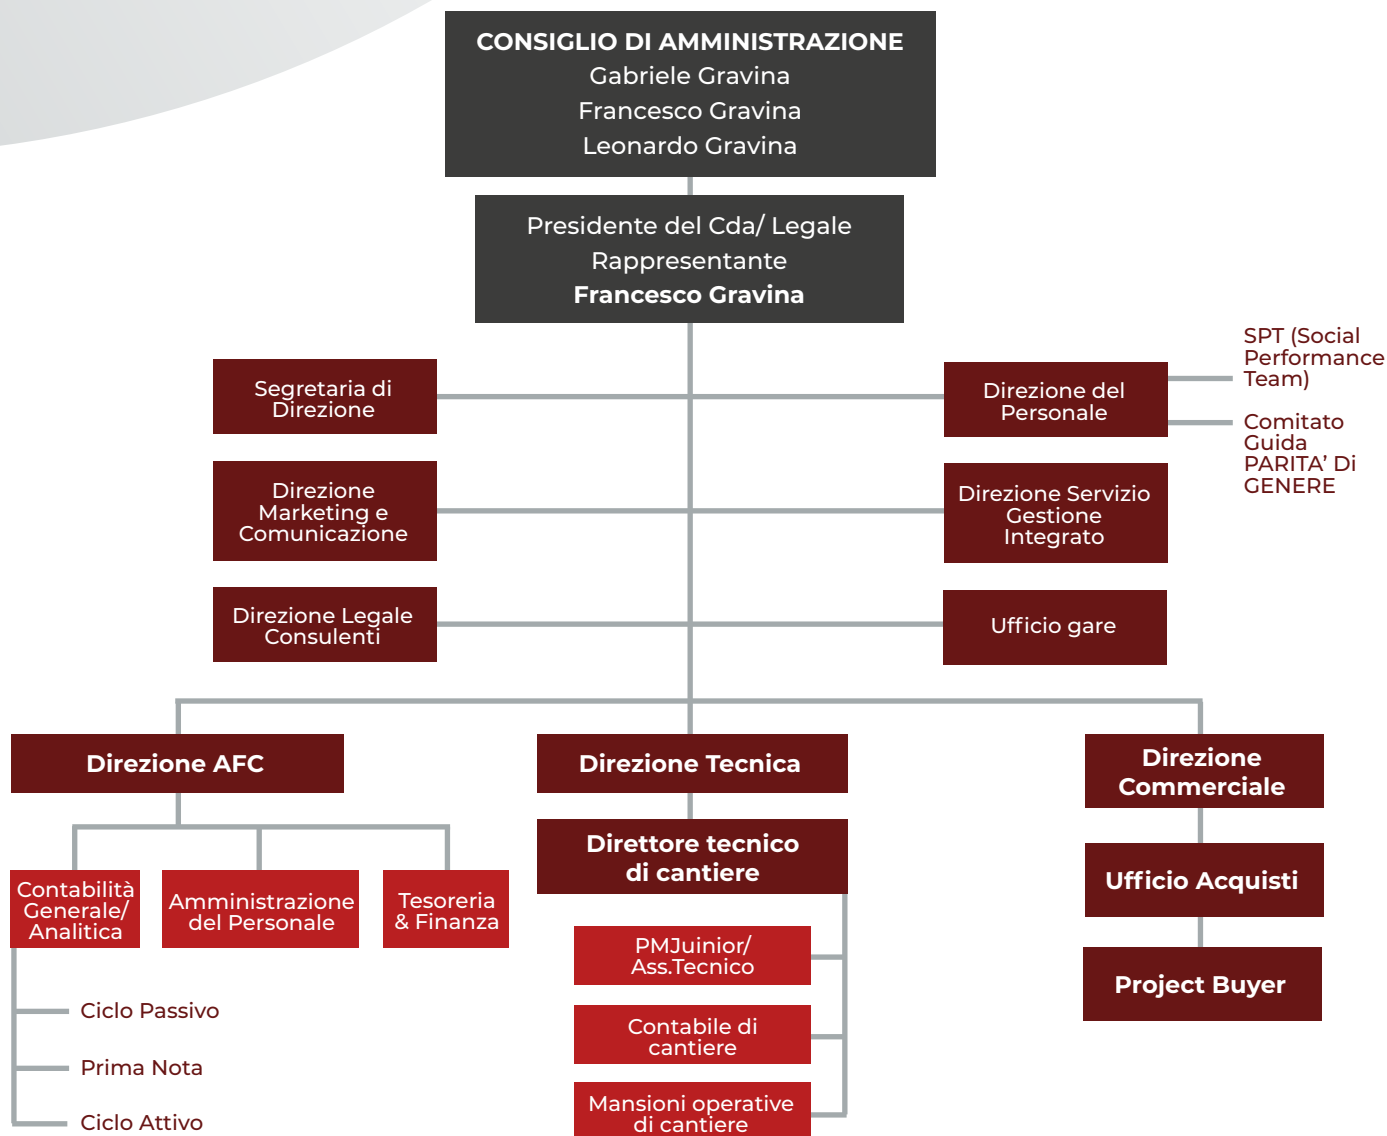 CONSIGLIO DI AMMINISTRAZIONE
Gabriele Gravina
Francesco Gravina
Leonardo Gravina
Presidente del Cda/ Legale
Rappresentante
Francesco Gravina
Segretaria di
Direzione
Direzione del
Personale
SPT (Social
Performance
Team)
Comitato
Guida
PARITA’ Di
GENERE
Direzione
Marketing e
Comunicazione
Direzione Servizio
Gestione
Integrato
Direzione Legale
Consulenti
Ufficio gare
Direzione AFC
Direzione Tecnica
Direzione
Commerciale
Contabilità
Generale/
Analitica
Amministrazione
del Personale
Tesoreria
& Finanza
Ciclo Passivo
Prima Nota
Ciclo Attivo
Direttore tecnico
di cantiere
PMJuinior/
Ass.Tecnico
Contabile di
cantiere
Mansioni operative
di cantiere
Ufficio Acquisti
Project Buyer